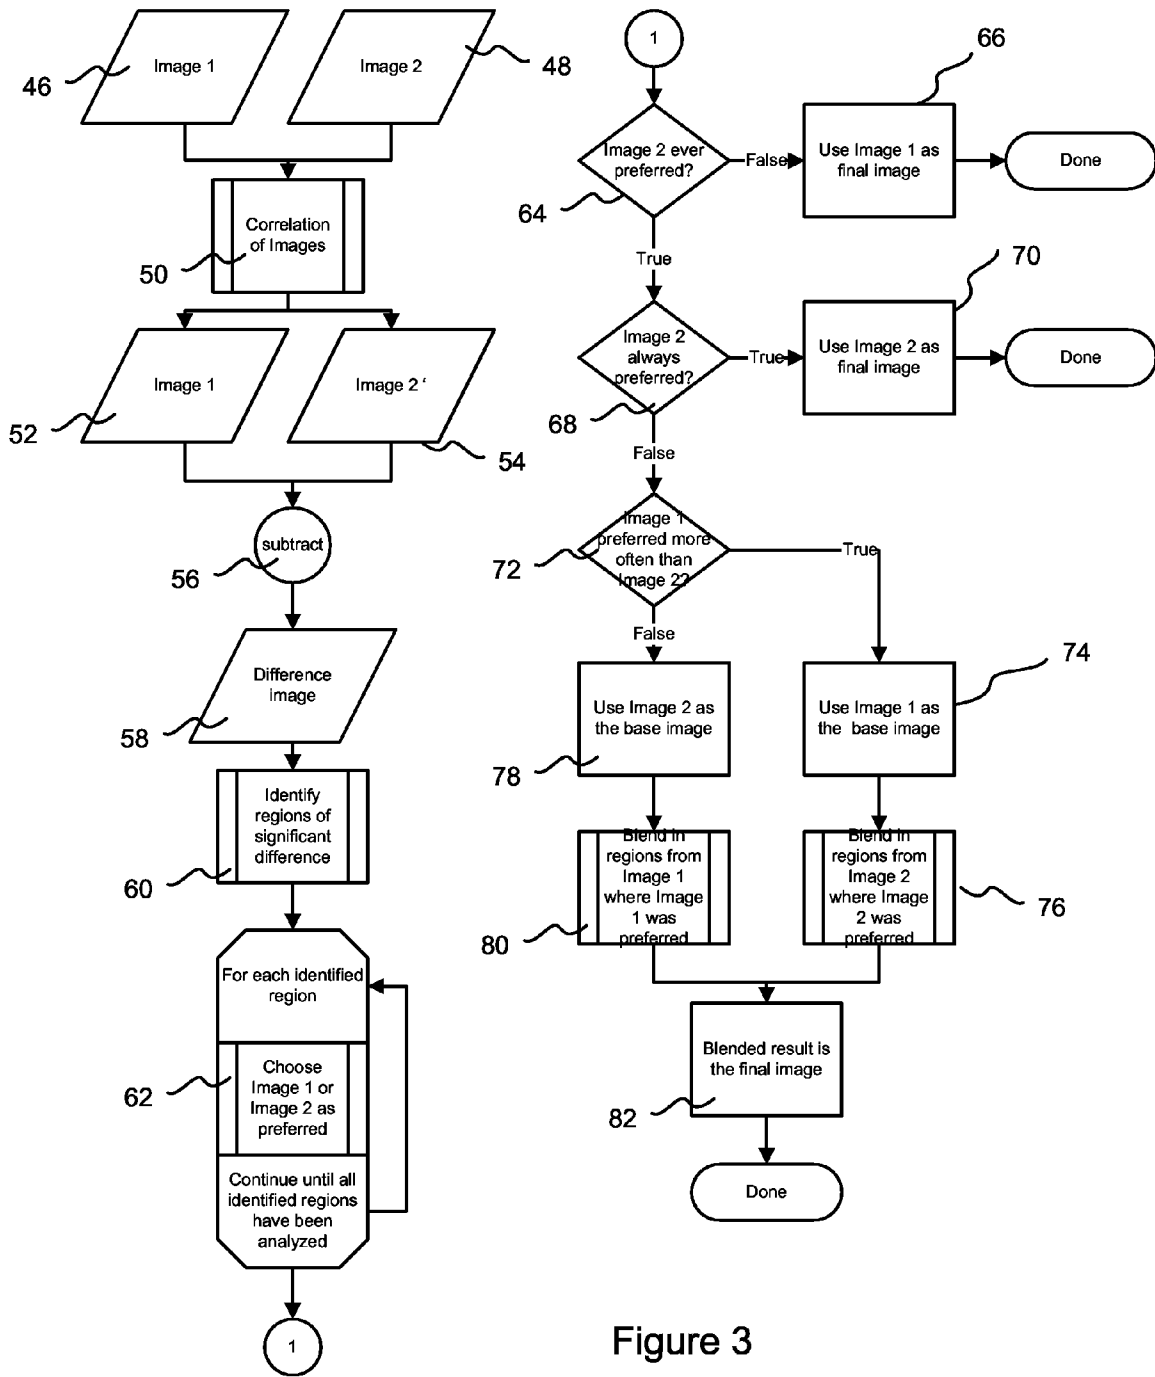 46
Image 1
Image 2
48
Correlation
of Images
50
Image 1
Image 2 ‘
52
54
subtract
56
Difference
image
58
Identify
regions of
significant
difference
60
For each identified
region
Choose
Image 1 or
Image 2 as
preferred
62
Continue until all
identified regions
have been
analyzed
1
1
Image 2 ever
preferred?
64
False
Use Image 1 as
final image
66
Done
True
Image 2
always
preferred?
68
True
Use Image 2 as
final image
70
Done
False
Image 1
preferred more
often than
Image 2?
72
True
False
Use Image 2 as
the base image
78
Use Image 1 as
the base image
74
Blend in
regions from
Image 1
where Image
1 was
preferred
80
Blend in
regions from
Image 2
where Image
2 was
preferred
76
Blended result is
the final image
82
Done
Figure 3